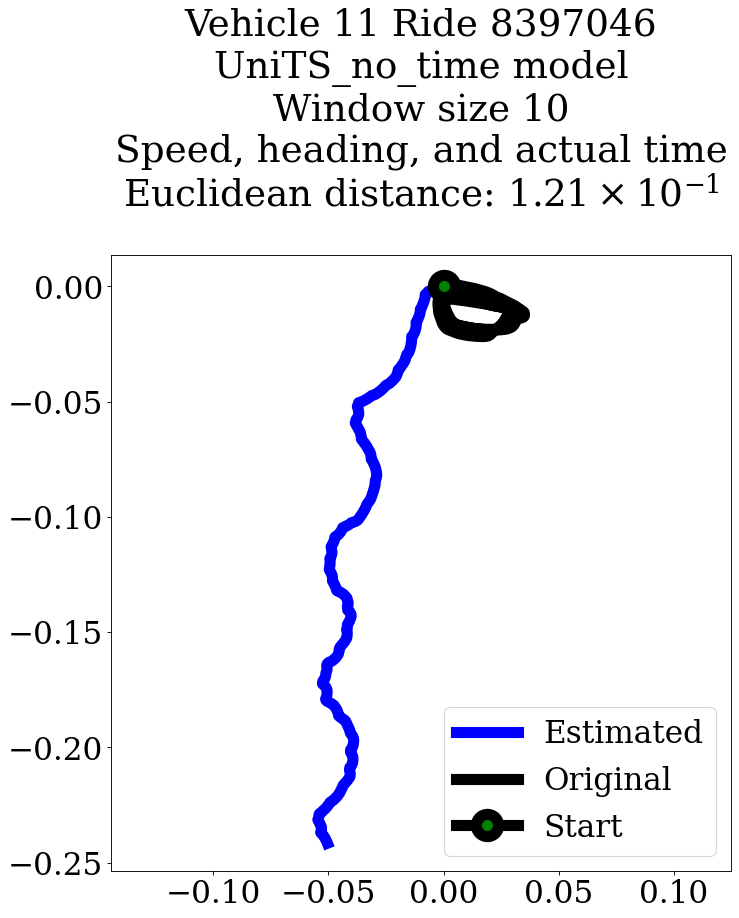 Vehicle 11 Ride 8397046
UniTS_no_time model
Window size 10
Speed, heading, and actual time
Euclidean distance: 1.21 × 10⁻¹
0.00
−0.05
−0.10
−0.15
−0.20
−0.25
−0.10
−0.05
0.00
0.05
0.10
Estimated
Original
Start